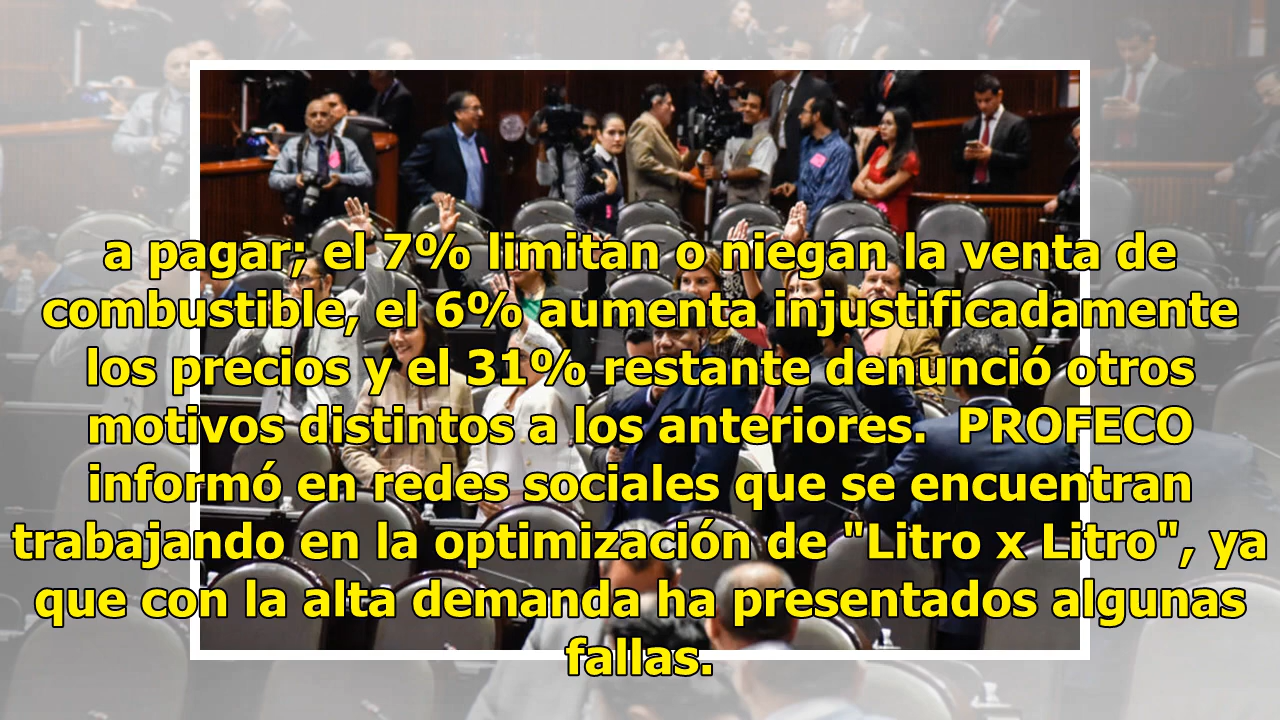 a pagar; el 7% limitan o niegan la venta de
combustible, el 6% aumenta injustificadamente
los precios y el 31% restante denunció otros
motivos distintos a los anteriores.  PROFECO
informó en redes sociales que se encuentran
trabajando en la optimización de "Litro x Litro", ya
que con la alta demanda ha presentados algunas
fallas.